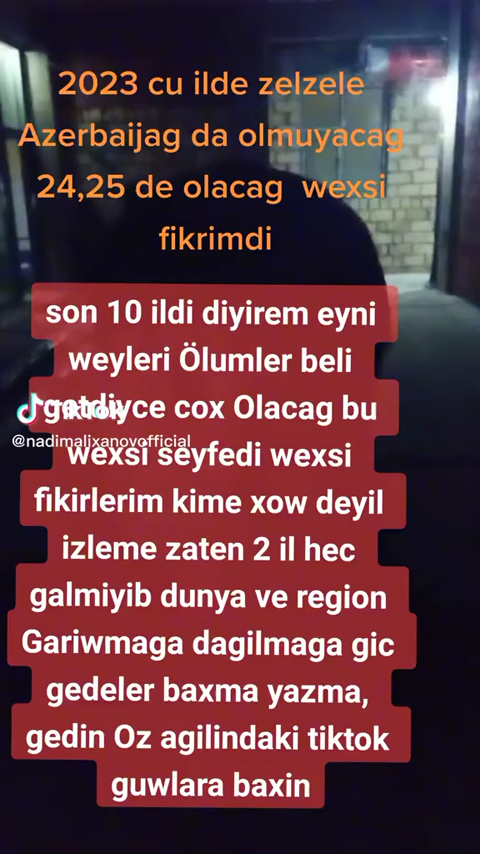 2023 cu ilde zelzele
Azerbaijag da olmuyacag
24,25 de olacag wexsi
fikrimdi
son 10 ildi diyirem eyni
weyleri Ölumler beli
getdiyce cox Olacag bu
TikTok
@nadimalixanovofficial
wexsi seyfedi wexsi
fikirlerim kime xow deyil
izleme zaten 2 il hec
galmiyib dunya ve region
Gariwmaga dagilmaga gic
gedeler baxma yazma,
gedin Oz agilindaki tiktok
guwlara baxin